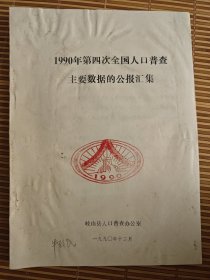 1990年第四次全国人口普查
主要数据的公报汇集
1990
岐山县人口普查办公室
一九九〇年十二月